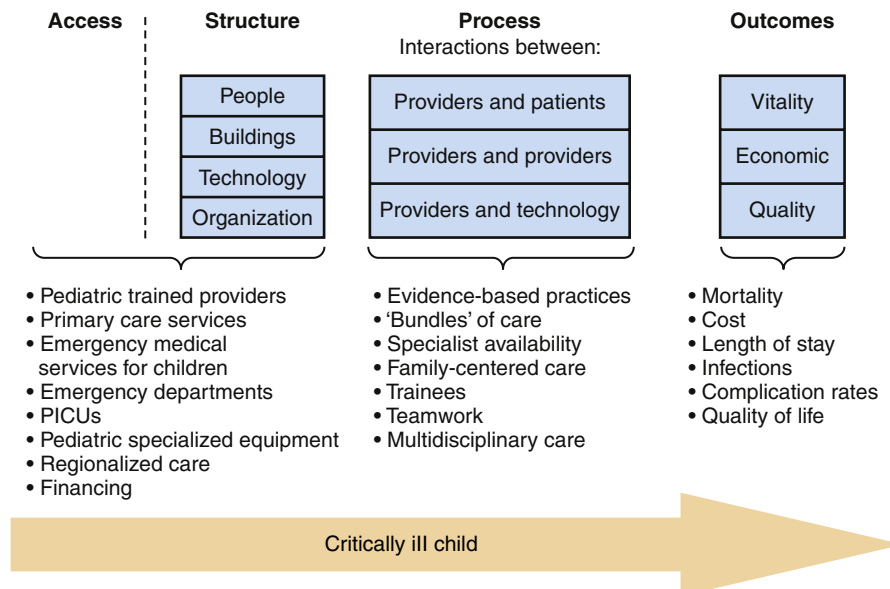 Access
Structure
Process
Outcomes
Interactions between:
People
Buildings
Technology
Organization
Providers and patients
Providers and providers
Providers and technology
Vitality
Economic
Quality
• Pediatric trained providers
• Primary care services
• Emergency medical
services for children
• Emergency departments
• PICUs
• Pediatric specialized equipment
• Regionalized care
• Financing
• Evidence-based practices
• ‘Bundles’ of care
• Specialist availability
• Family-centered care
• Trainees
• Teamwork
• Multidisciplinary care
• Mortality
• Cost
• Length of stay
• Infections
• Complication rates
• Quality of life
Critically ill child